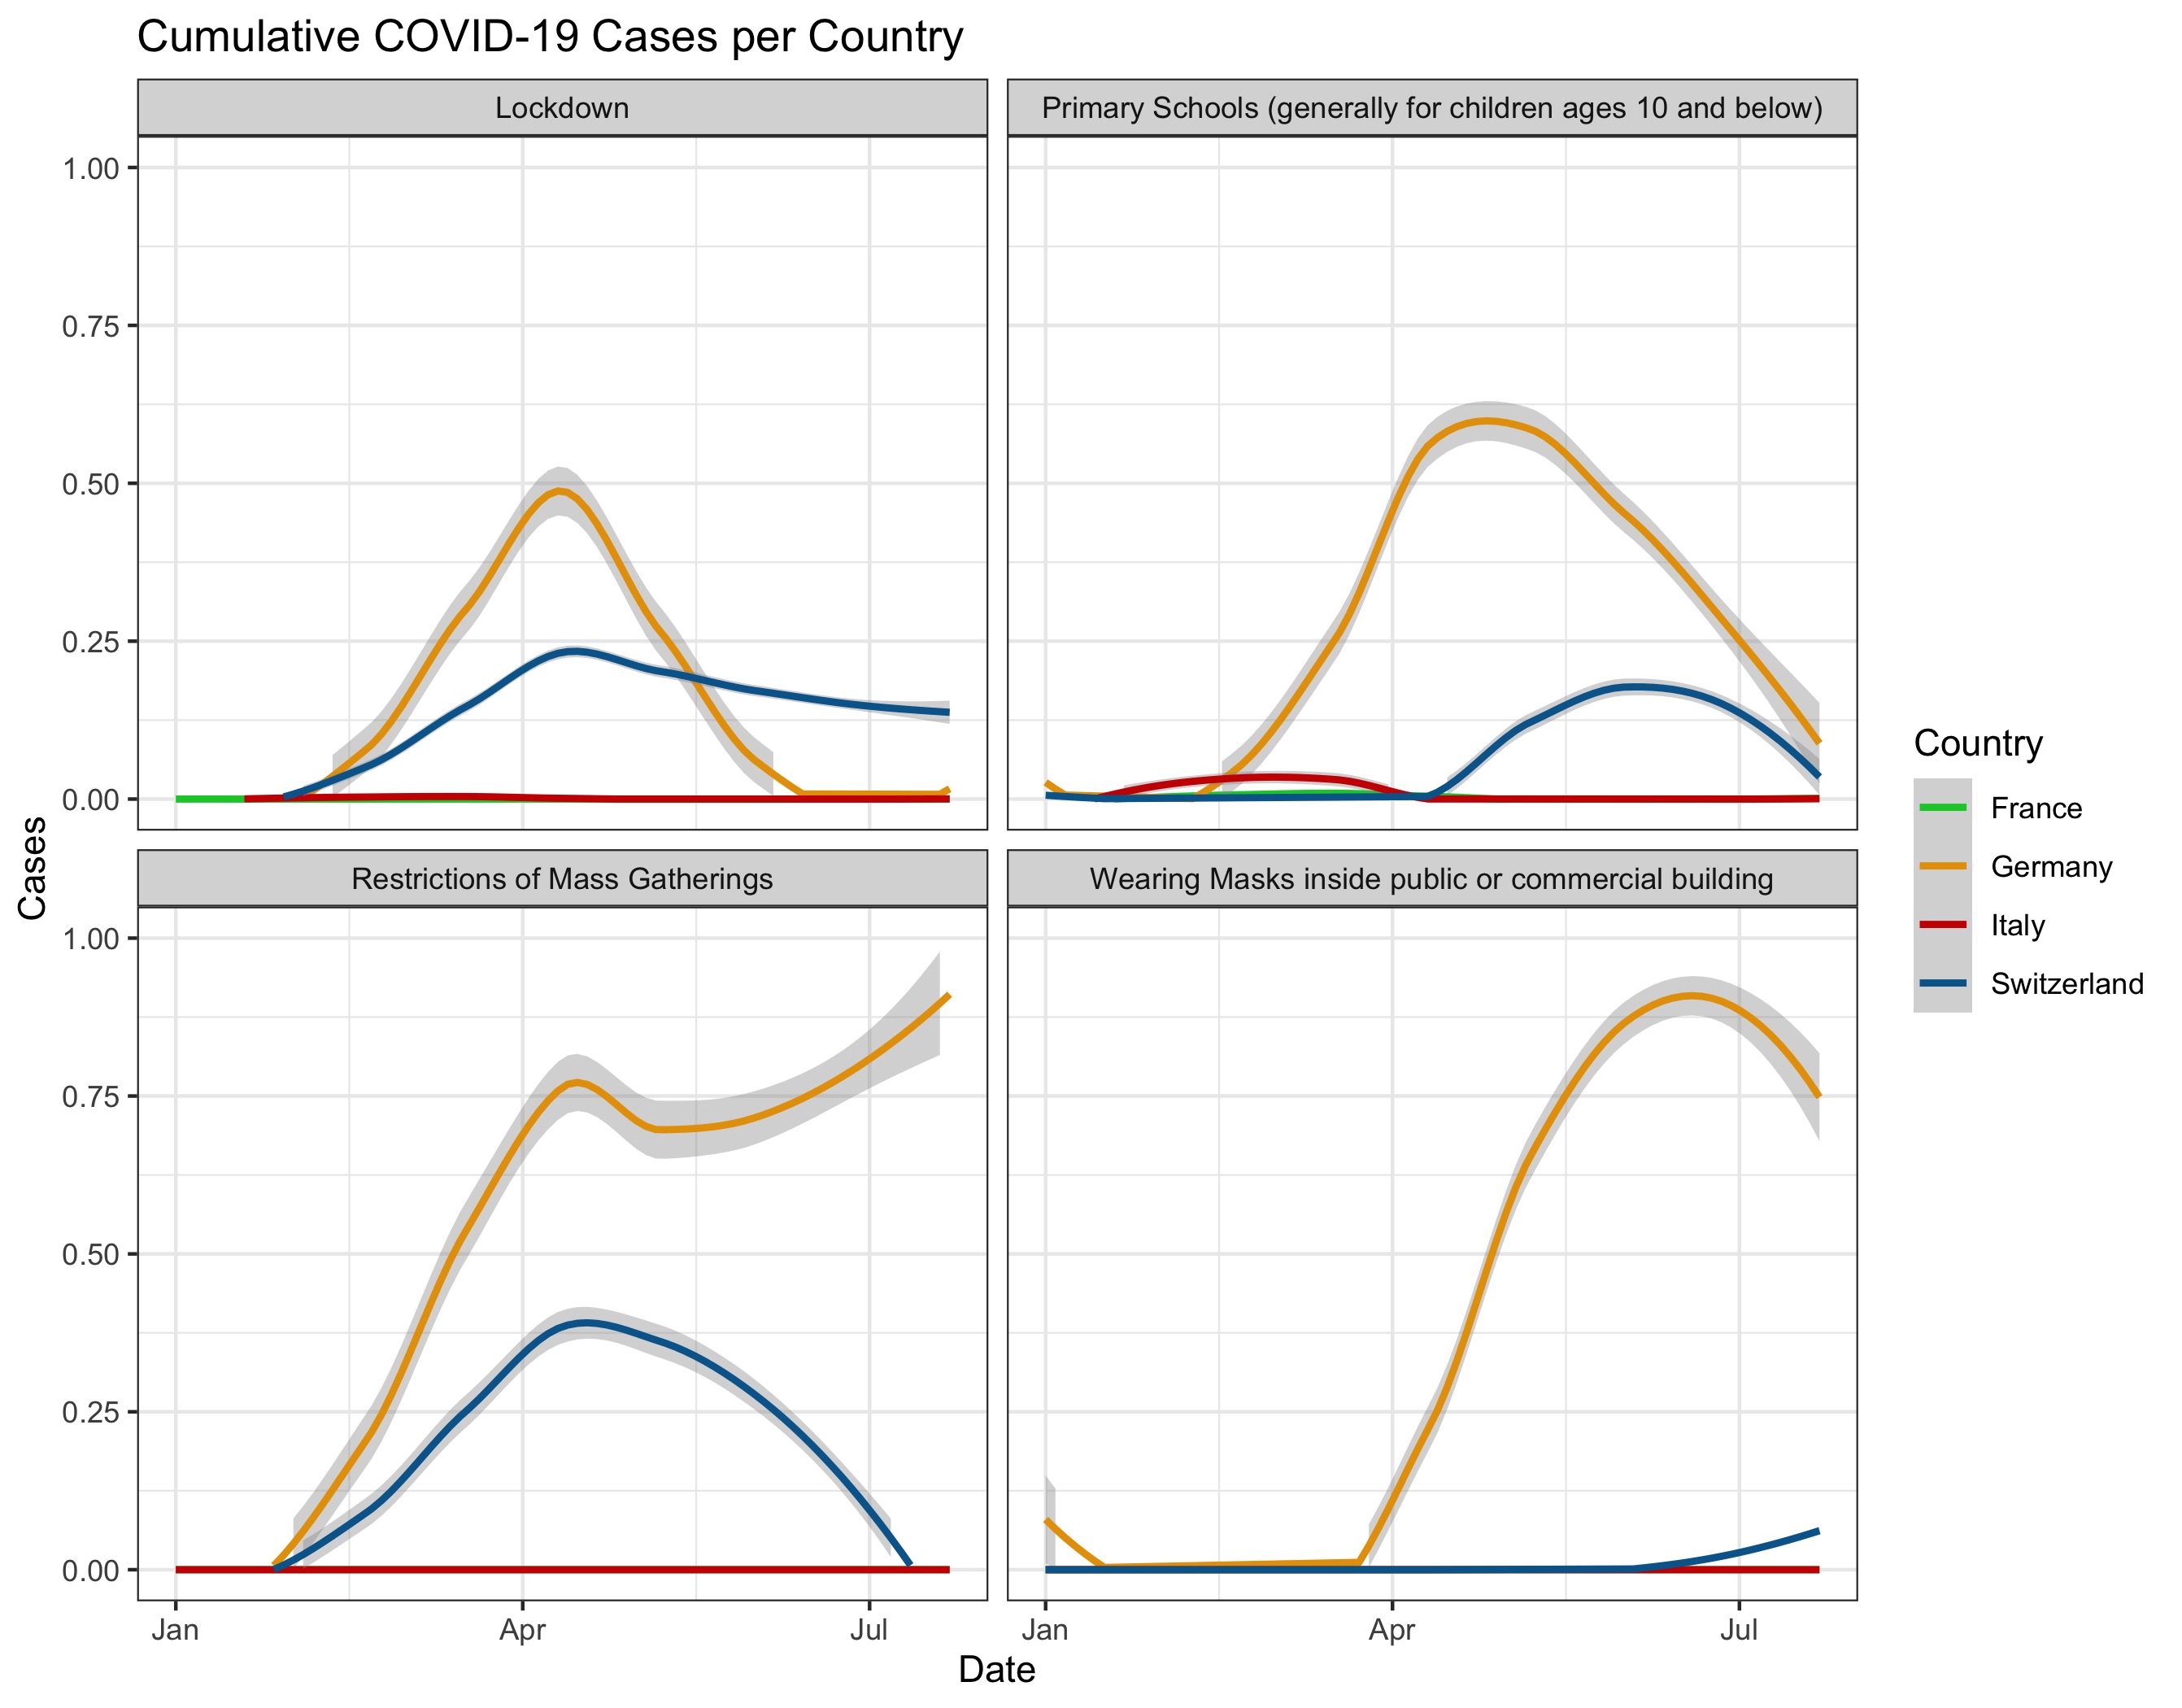 Cumulative COVID-19 Cases per Country
Lockdown
Primary Schools (generally for children ages 10 and below)
1.00
0.75
0.50
0.25
0.00
Restrictions of Mass Gatherings
Wearing Masks inside public or commercial building
1.00
0.75
0.50
0.25
0.00
Cases
Jan
Apr
Jul
Jan
Apr
Jul
Date
Country
France
Germany
Italy
Switzerland